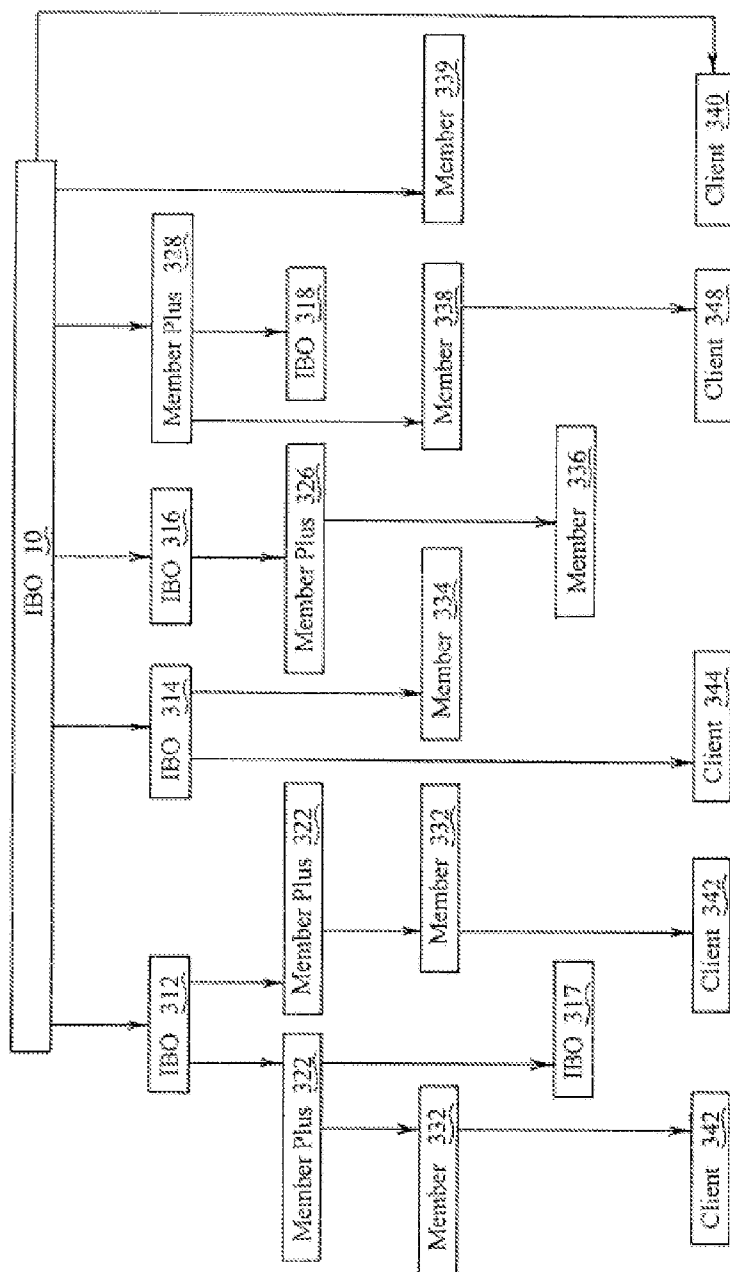 IBO 10
IBO 312
IBO 314
IBO 316
Member Plus 328
Member Plus 322
Member Plus 322
Member Plus 326
IBO 318
Member 332
Member 332
Member 334
Member 338
Member 339
IBO 317
Member 336
Client 342
Client 342
Client 344
Client 348
Client 340